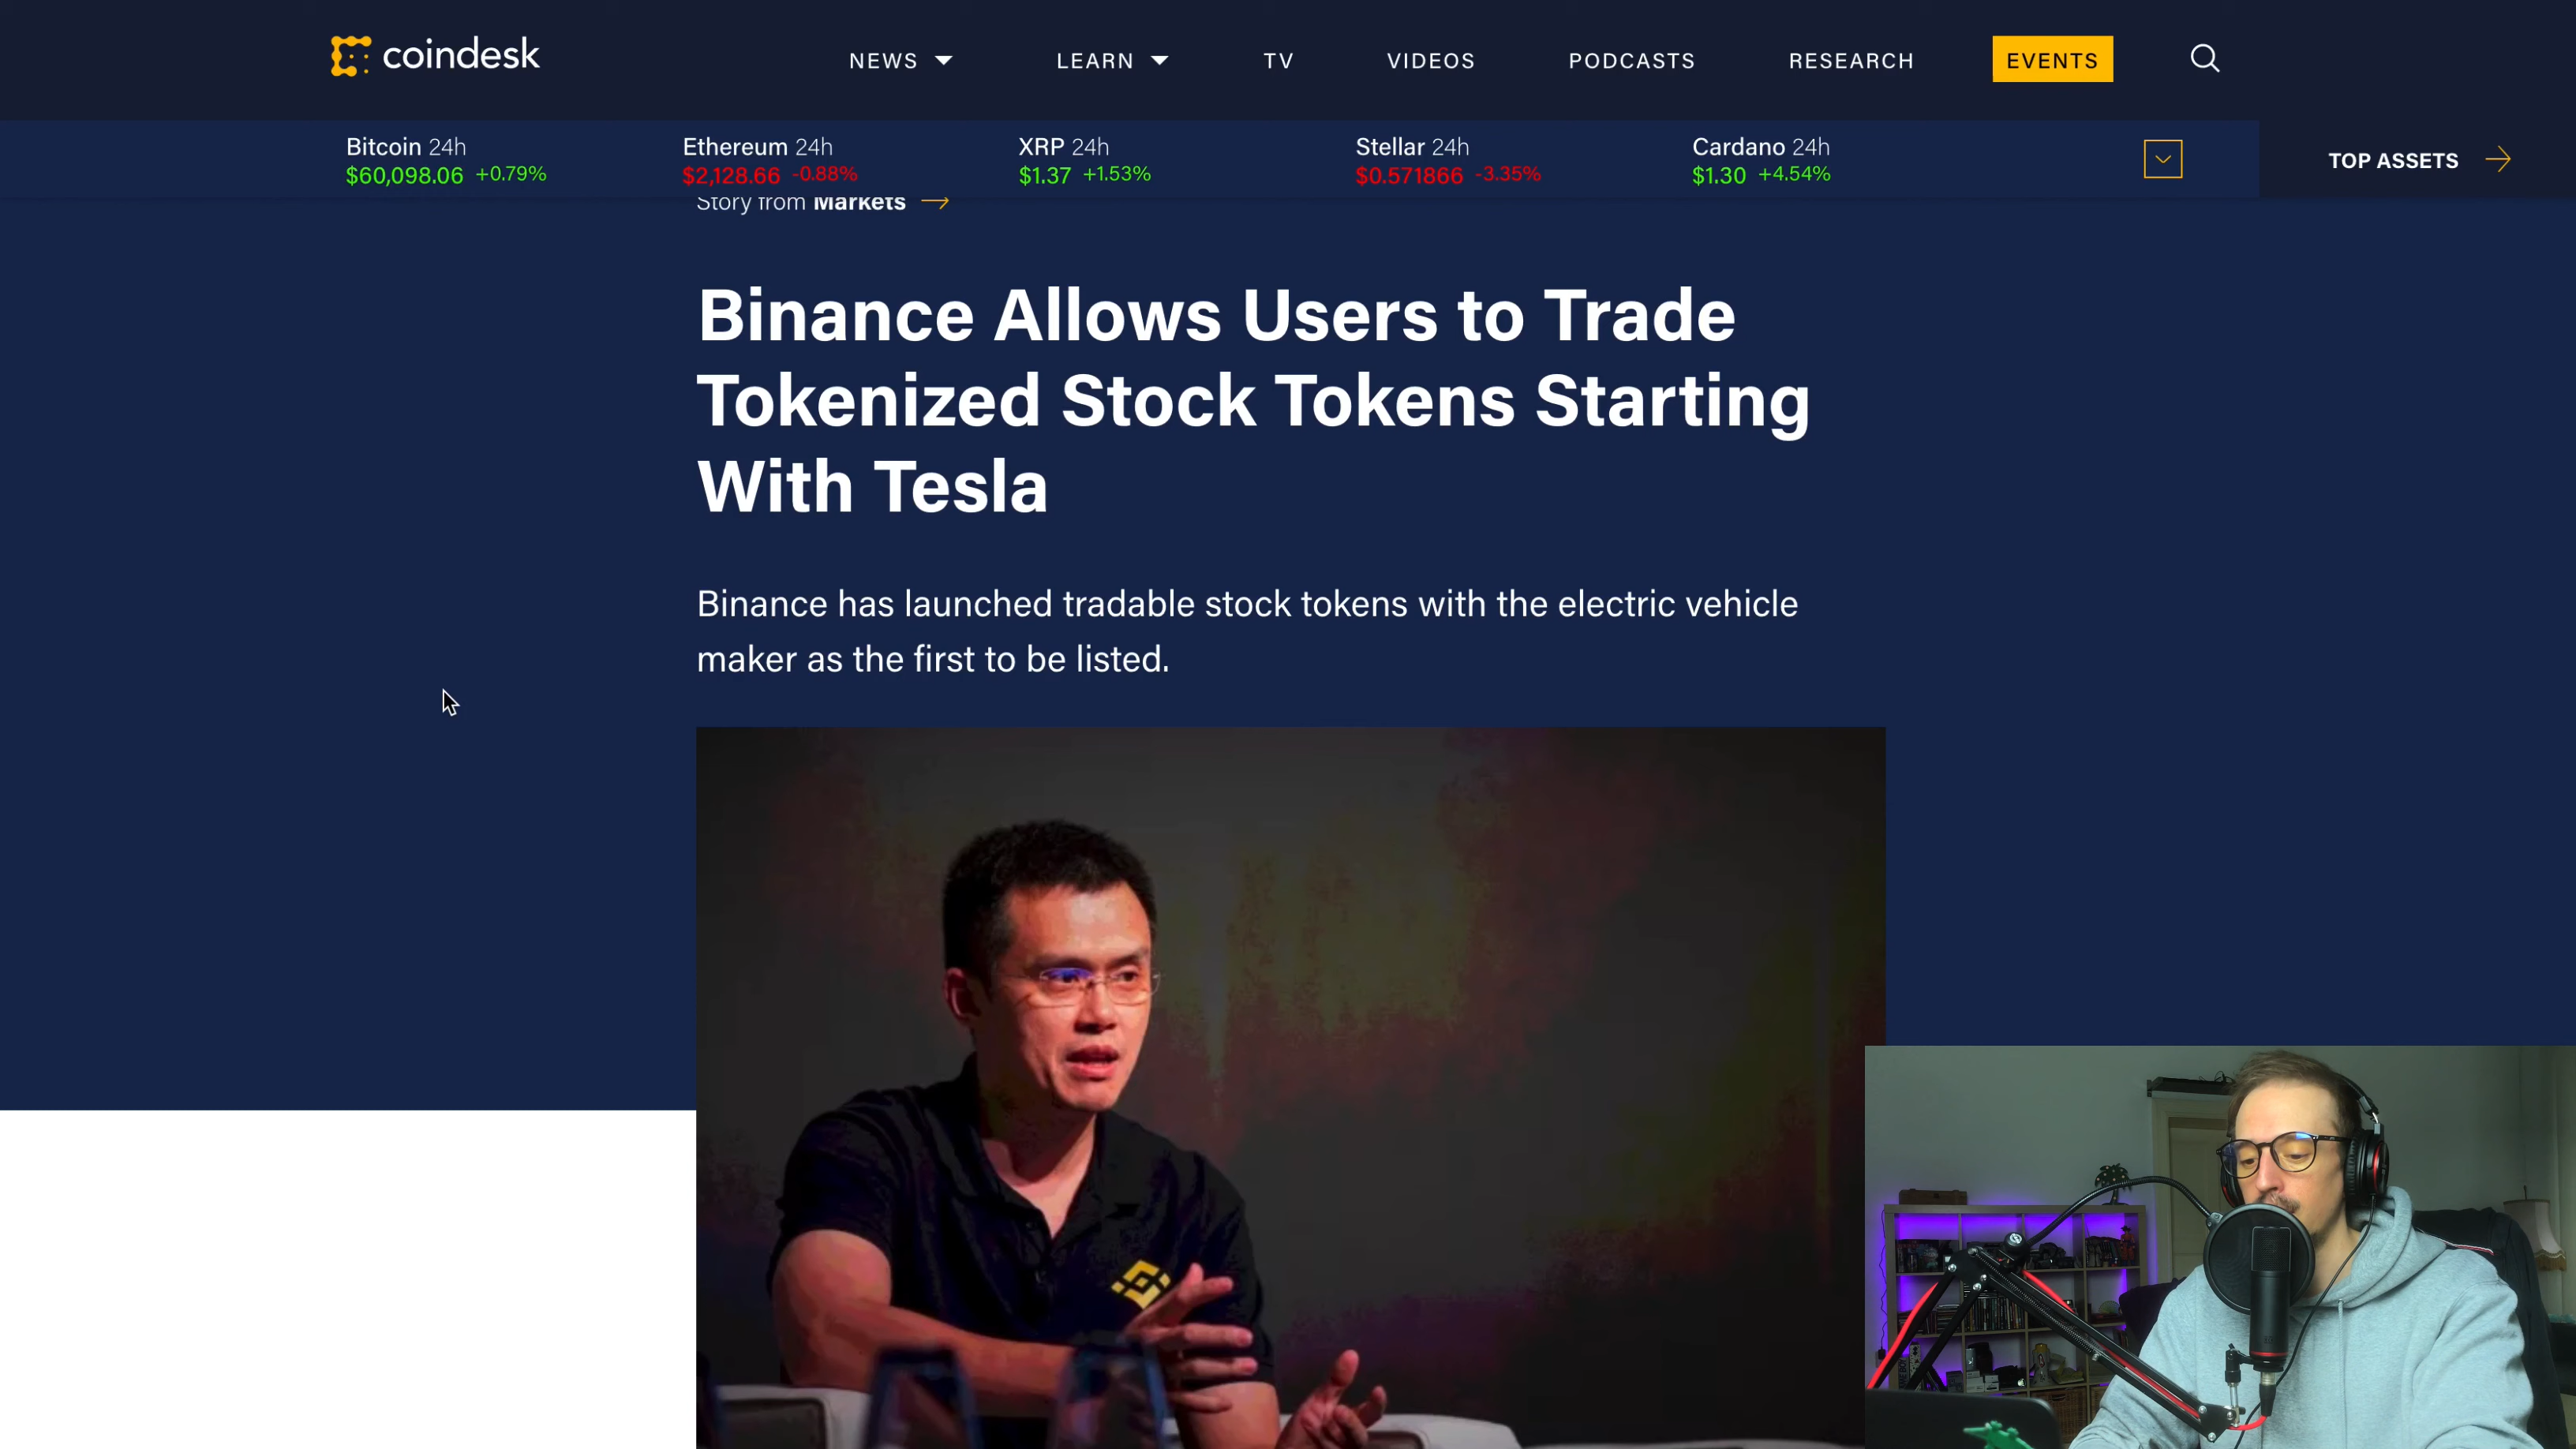 coindesk
NEWS
LEARN
TV
VIDEOS
PODCASTS
RESEARCH
EVENTS
Bitcoin 24h
$60,098.06 +0.79%
Ethereum 24h
$2,128.66 -0.88%
XRP 24h
$1.37 +1.53%
Stellar 24h
$0.571866 -3.35%
Cardano 24h
$1.30 +4.54%
TOP ASSETS
Story from Markets
Binance Allows Users to Trade
Tokenized Stock Tokens Starting
With Tesla
Binance has launched tradable stock tokens with the electric vehicle
maker as the first to be listed.